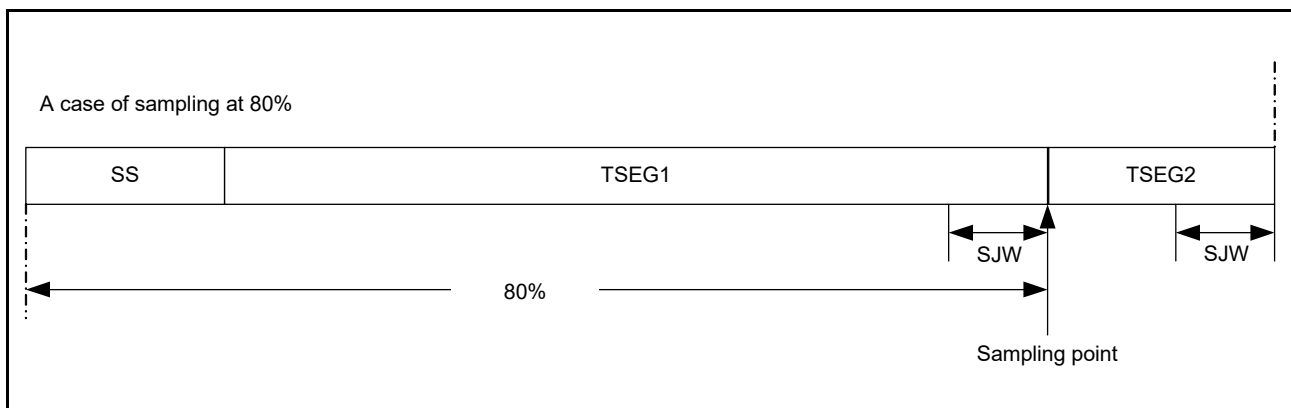 A case of sampling at 80%
SS
TSEG1
TSEG2
SJW
SJW
80%
Sampling point